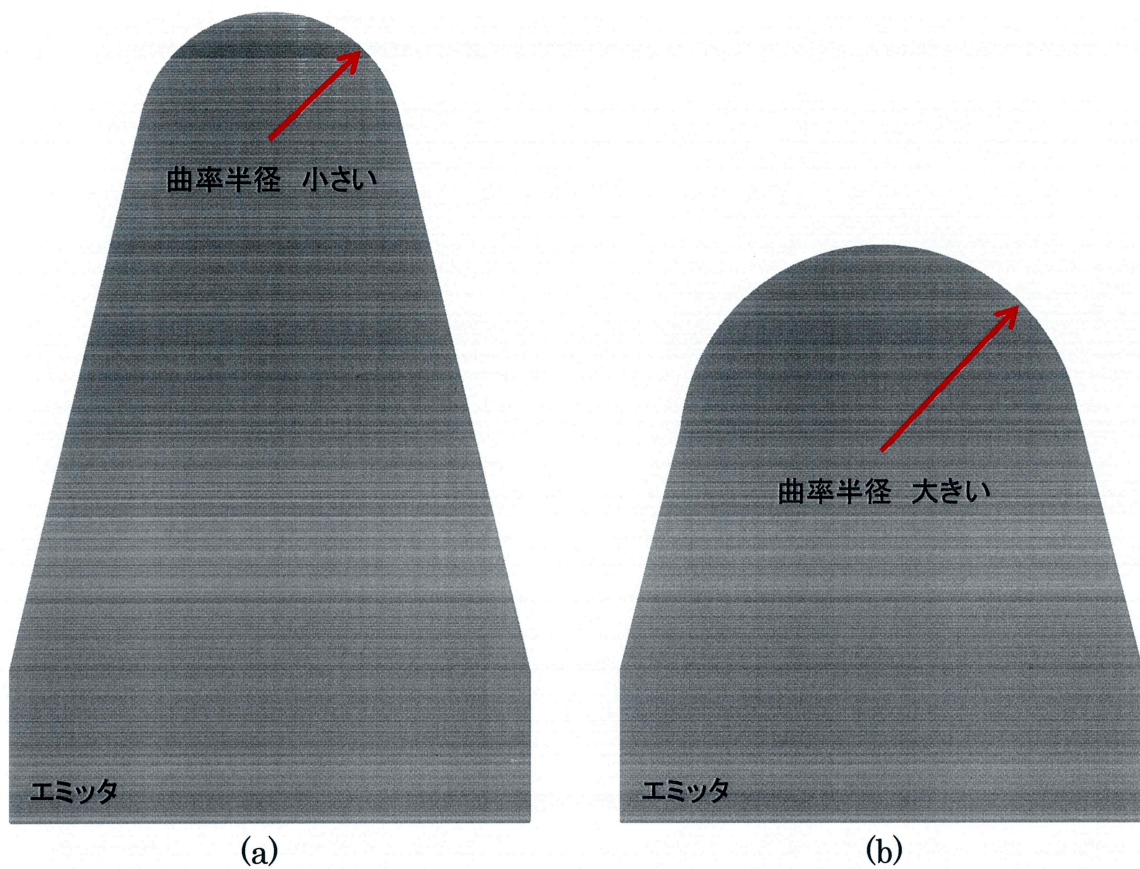 曲率半径 小さい
曲率半径 大きい
エミッタ
エミッタ
(a)
(b)